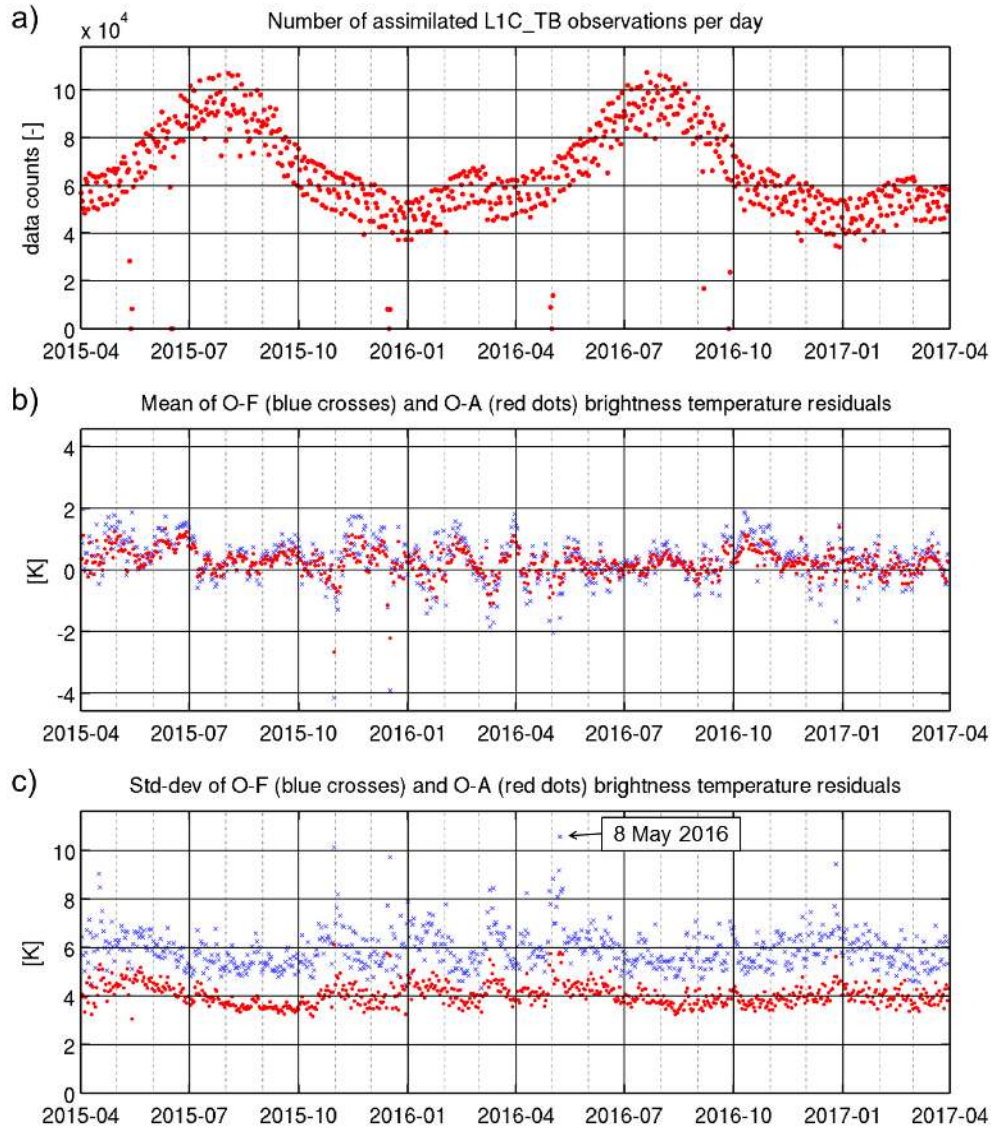 a)
Number of assimilated L1C_TB observations per day
x 10⁴
data counts [-]
10
8
6
4
2
0
2015-04 2015-07 2015-10 2016-01 2016-04 2016-07 2016-10 2017-01 2017-04
b)
Mean of O-F (blue crosses) and O-A (red dots) brightness temperature residuals
[K]
4
2
0
-2
-4
2015-04 2015-07 2015-10 2016-01 2016-04 2016-07 2016-10 2017-01 2017-04
c)
Std-dev of O-F (blue crosses) and O-A (red dots) brightness temperature residuals
8 May 2016
[K]
10
8
6
4
2
0
2015-04 2015-07 2015-10 2016-01 2016-04 2016-07 2016-10 2017-01 2017-04